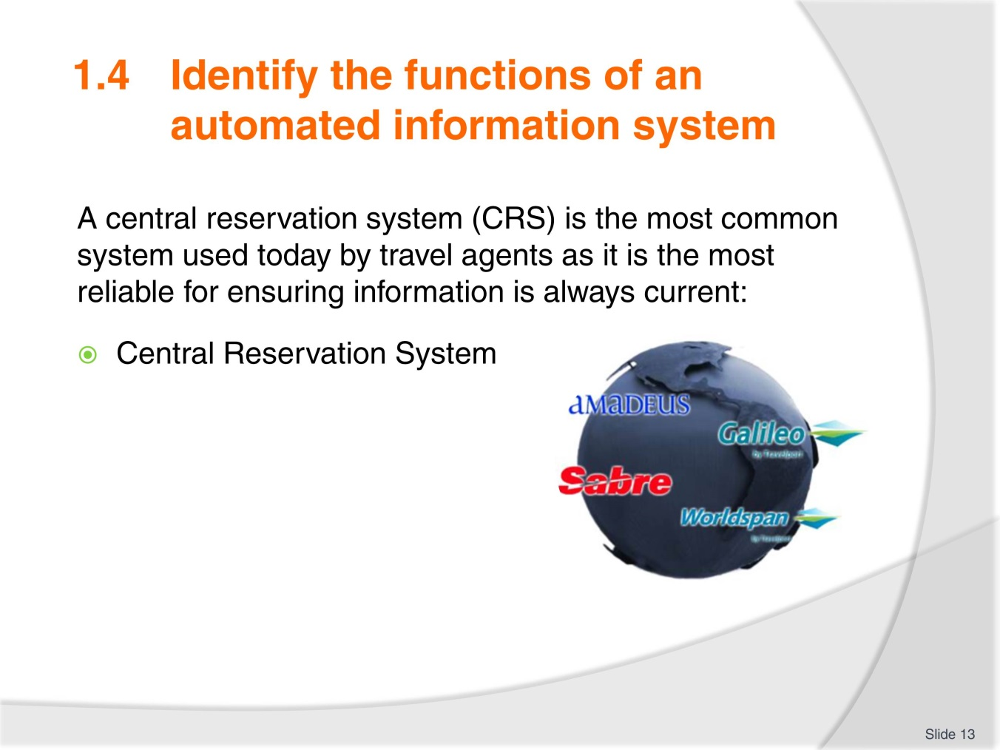 1.4 Identify the functions of an
automated information system
A central reservation system (CRS) is the most common
system used today by travel agents as it is the most
reliable for ensuring information is always current:
Central Reservation System
aMaDEUS
Galileo
by Travelport
Sabre
Worldspan
by Travelport
Slide 13